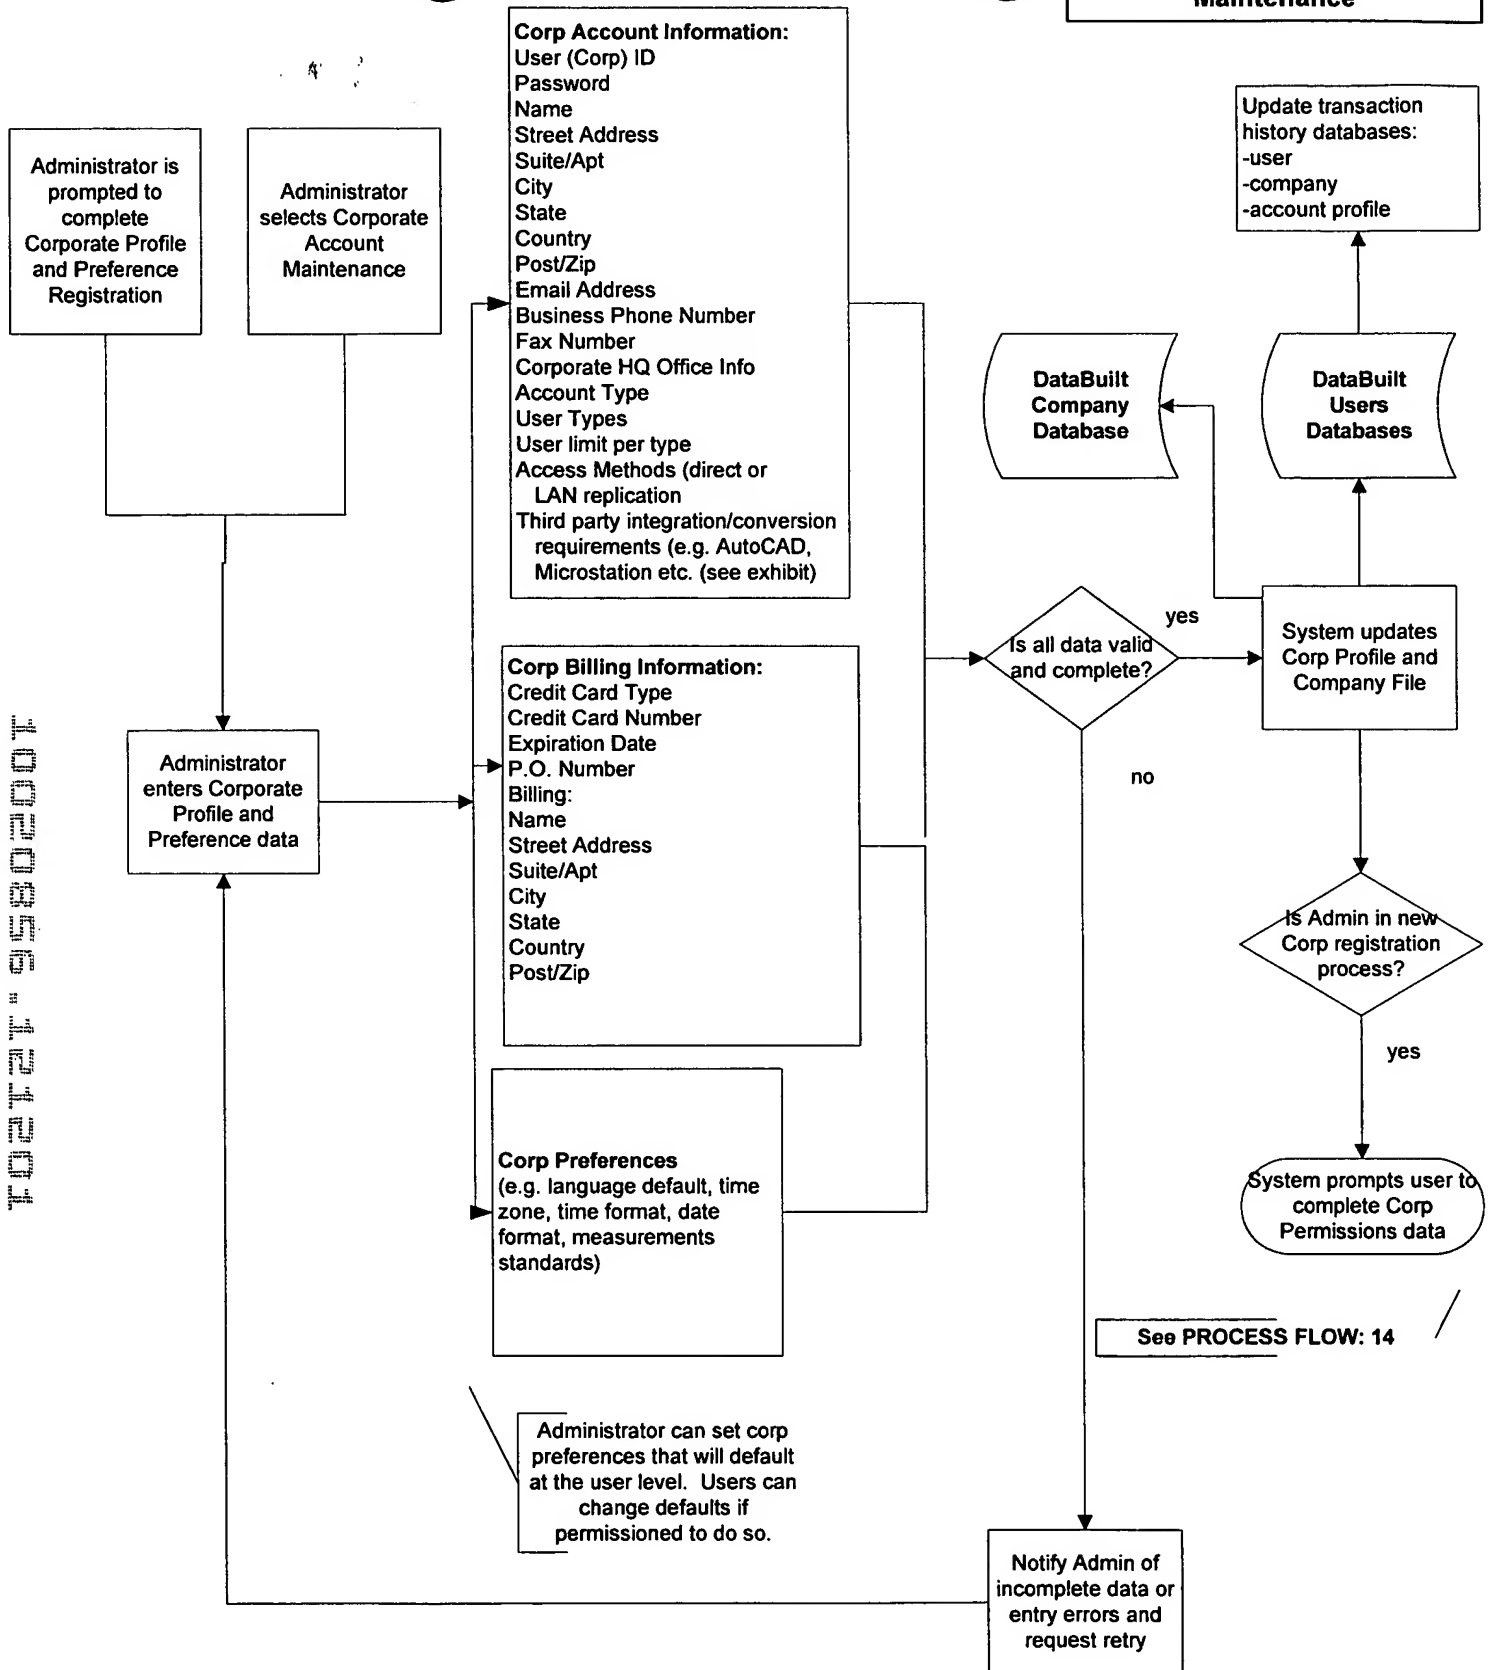 Maintenance
Administrator is
prompted to
complete
Corporate Profile
and Preference
Registration
Administrator
selects Corporate
Account
Maintenance
Corp Account Information:
User (Corp) ID
Password
Name
Street Address
Suite/Apt
City
State
Country
Post/Zip
Email Address
Business Phone Number
Fax Number
Corporate HQ Office Info
Account Type
User Types
User limit per type
Access Methods (direct or
LAN replication
Third party integration/conversion
requirements (e.g. AutoCAD,
Microstation etc. (see exhibit)
Update transaction
history databases:
-user
-company
-account profile
DataBuilt
Company
Database
DataBuilt
Users
Databases
Administrator
enters Corporate
Profile and
Preference data
Corp Billing Information:
Credit Card Type
Credit Card Number
Expiration Date
P.O. Number
Billing:
Name
Street Address
Suite/Apt
City
State
Country
Post/Zip
Is all data valid
and complete?
yes
no
System updates
Corp Profile and
Company File
Is Admin in new
Corp registration
process?
yes
System prompts user to
complete Corp
Permissions data
Corp Preferences
(e.g. language default, time
zone, time format, date
format, measurements
standards)
See PROCESS FLOW: 14
Administrator can set corp
preferences that will default
at the user level. Users can
change defaults if
permissioned to do so.
Notify Admin of
incomplete data or
entry errors and
request retry
10020856.121201